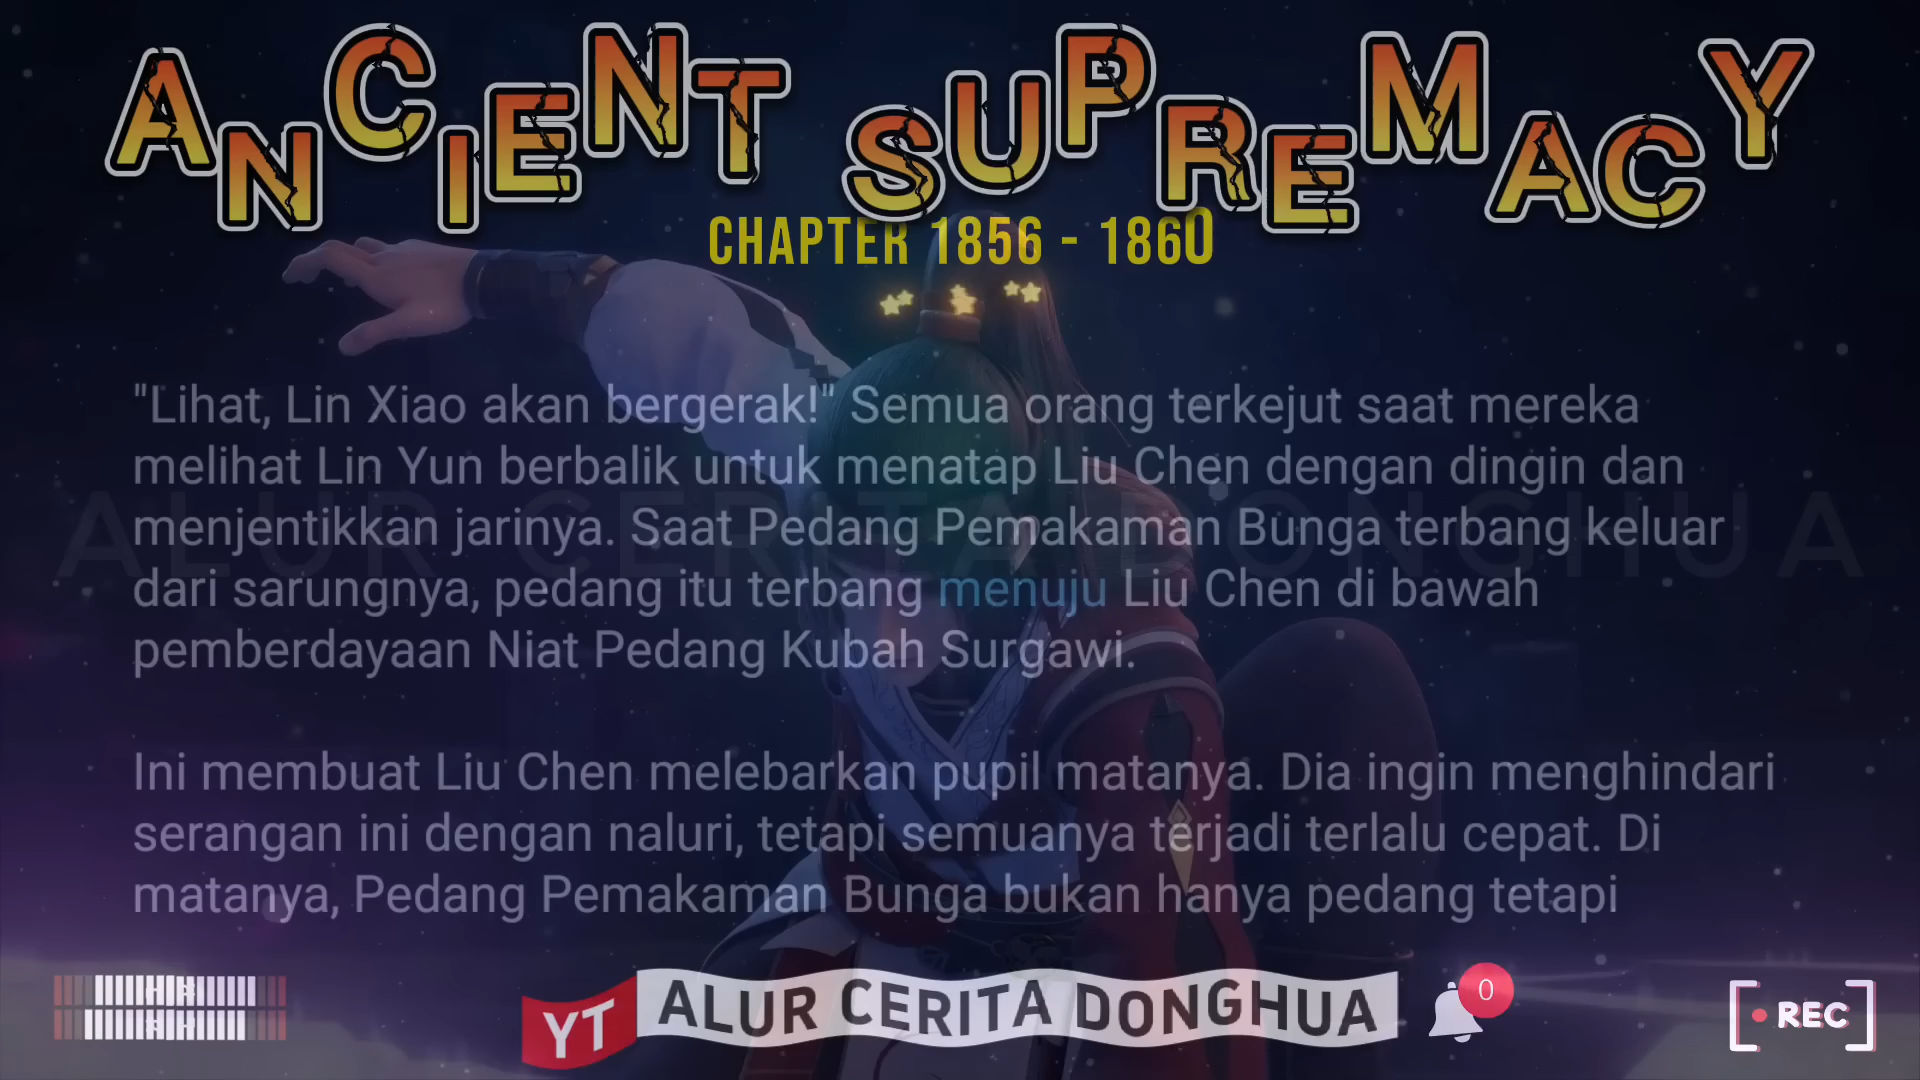 ANCIENT SUPREMACY
CHAPTER 1856 - 1860
"Lihat, Lin Xiao akan bergerak!" Semua orang terkejut saat mereka
melihat Lin Yun berbalik untuk menatap Liu Chen dengan dingin dan
menjentikkan jarinya. Saat Pedang Pemakaman Bunga terbang keluar
dari sarungnya, pedang itu terbang menuju Liu Chen di bawah
pemberdayaan Niat Pedang Kubah Surgawi.
ALUR CERITA DONGHUA
Ini membuat Liu Chen melebarkan pupil matanya. Dia ingin menghindari
serangan ini dengan naluri, tetapi semuanya terjadi terlalu cepat. Di
matanya, Pedang Pemakaman Bunga bukan hanya pedang tetapi
YT ALUR CERITA DONGHUA
0
REC